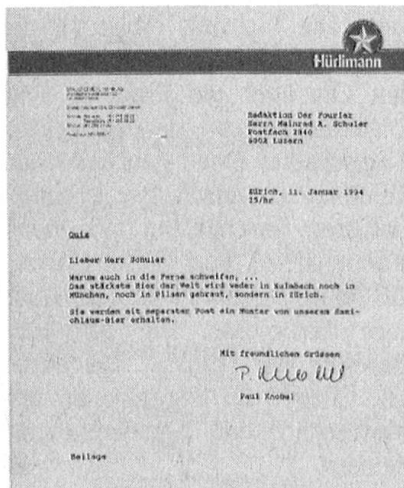 Hürlimann
Redaktion Der Fourier
Herrn Meinrad A. Schuler
Postfach 2840
6002 Luzern
Zürich, 11. Januar 1994
25/hr
Quiz
Lieber Herr Schuler
Warum auch in die Ferne schweifen, ...
Das stärkste Bier der Welt wird weder in Kulmbach noch in
München, noch in Pilsen gebraut, sondern in Zürich.
Sie werden mit separater Post ein Muster von unserem Sami-
chlaus-Bier erhalten.
Mit freundlichen Grüssen
Paul Knobel
Beilage